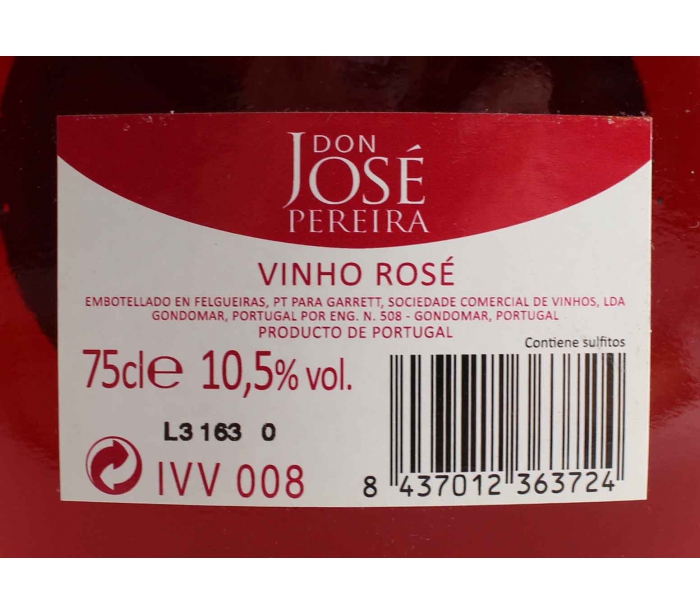 DON
JOSÉ
PEREIRA
VINHO ROSÉ
EMBOTELLADO EN FELGUEIRAS, PT PARA GARRETT, SOCIEDADE COMERCIAL DE VINHOS, LDA
GONDOMAR, PORTUGAL POR ENG. N. 508 - GONDOMAR, PORTUGAL
PRODUCTO DE PORTUGAL
Contiene sulfitos
75cl℮ 10,5% vol.
L3 163 0
IVV 008
8 437012 363724